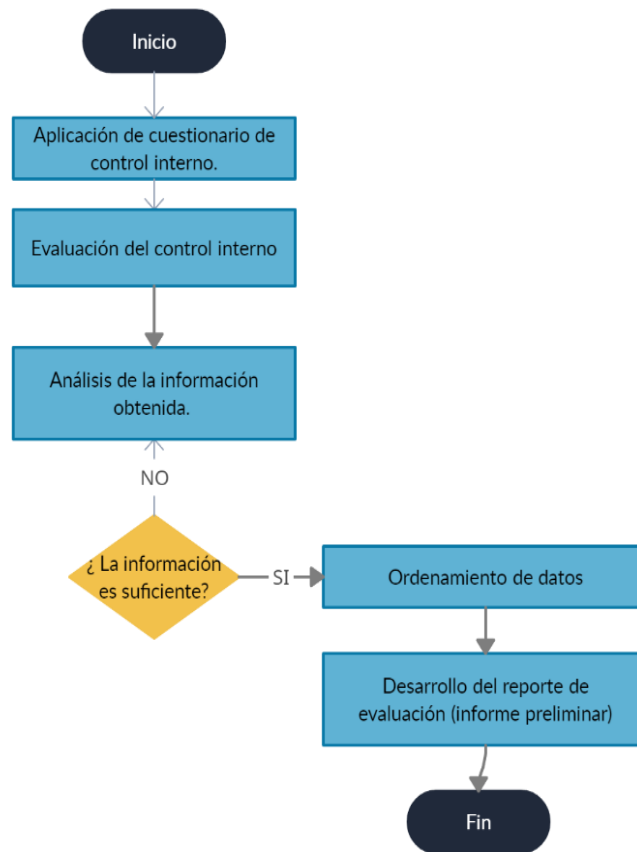 Inicio
Aplicación de cuestionario de
control interno.
Evaluación del control interno
Análisis de la información
obtenida.
NO
¿ La información
es suficiente?
SI
Ordenamiento de datos
Desarrollo del reporte de
evaluación (informe preliminar)
Fin